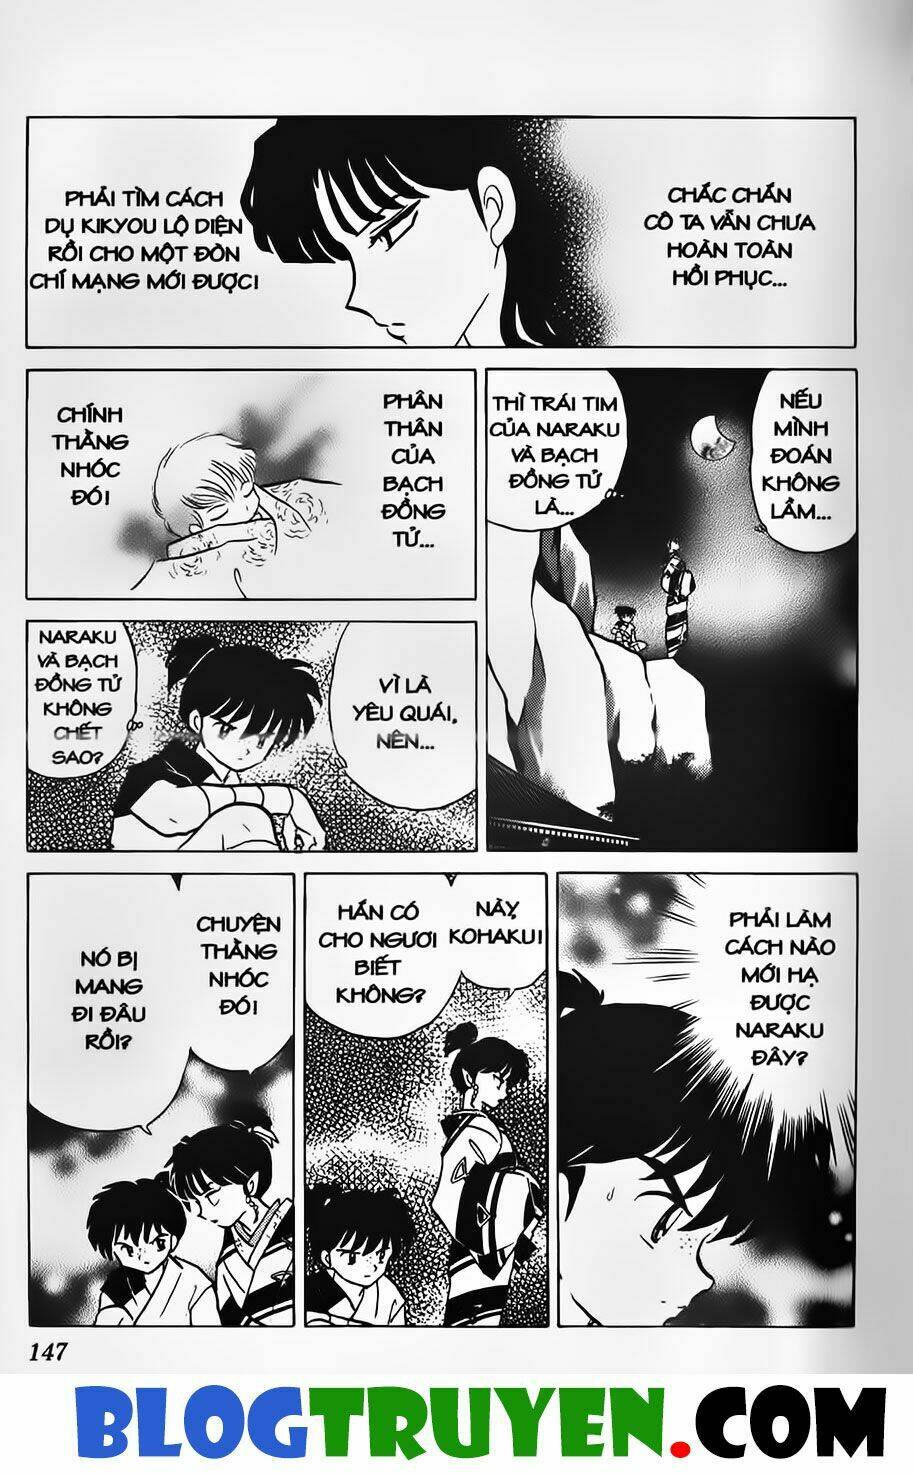 CHẮC CHẮN
CÔ TA VẪN CHƯA
HOÀN TOÀN
HỒI PHỤC...
PHẢI TÌM CÁCH
DỤ KIKYOU LỘ DIỆN
RỒI CHO MỘT ĐÒN
CHÍ MẠNG MỚI ĐƯỢC!
NẾU
MÌNH
ĐOÁN
KHÔNG
LẦM...
THÌ TRÁI TIM
CỦA NARAKU
VÀ BẠCH
ĐỒNG TỬ
LÀ...
PHÂN
THÂN
CỦA
BẠCH
ĐỒNG
TỬ...
CHÍNH
THẰNG
NHÓC
ĐÓ!
VÌ LÀ
YÊU QUÁI,
NÊN...
NARAKU
VÀ BẠCH
ĐỒNG TỬ
KHÔNG
CHẾT
SAO?
PHẢI LÀM
CÁCH NÀO
MỚI HẠ
ĐƯỢC
NARAKU
ĐÂY?
NÀY,
KOHAKU!
HẮN CÓ
CHO NGƯƠI
BIẾT
KHÔNG?
CHUYỆN
THẰNG
NHÓC
ĐÓ!
NÓ BỊ
MANG
ĐI ĐÂU
RỒI?
147
BLOGTRUYEN.COM